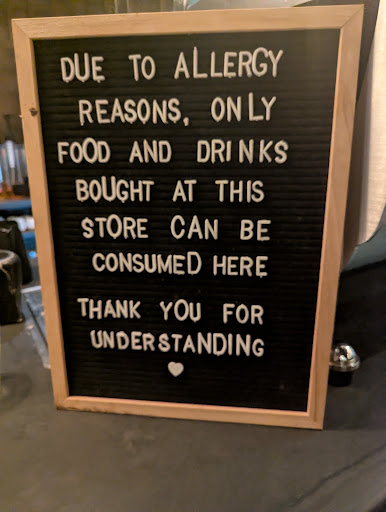 DUE TO ALLERGY
REASONS, ONLY
FOOD AND DRINKS
BOUGHT AT THIS
STORE CAN BE
CONSUMED HERE
THANK YOU FOR
UNDERSTANDING